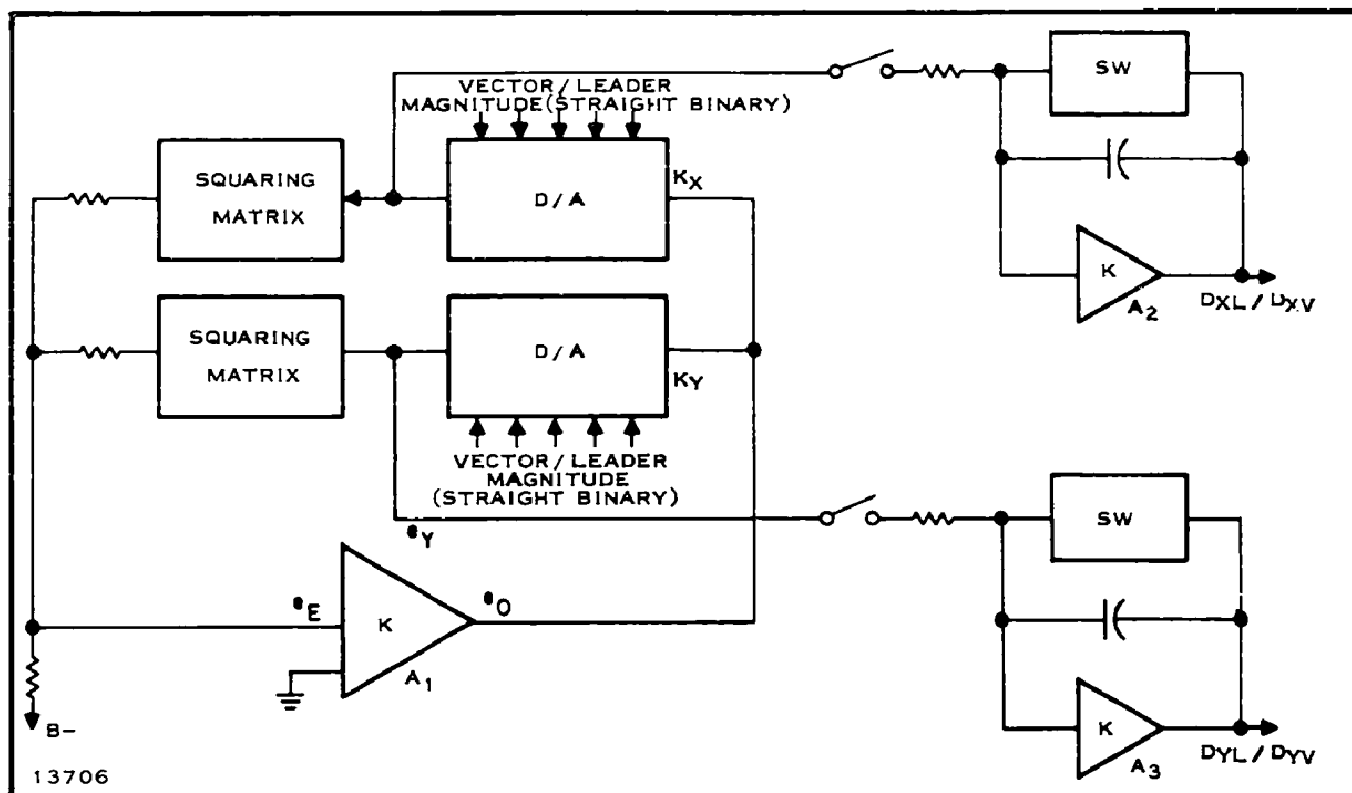 VECTOR/LEADER
MAGNITUDE(STRAIGHT BINARY)
SW
SQUARING
MATRIX
D/A
KX
K
A2
DXL/DXV
SQUARING
MATRIX
D/A
KY
VECTOR/LEADER
MAGNITUDE
(STRAIGHT BINARY)
eY
SW
eE
eO
K
A1
K
A3
DYL/DYV
B-
13706